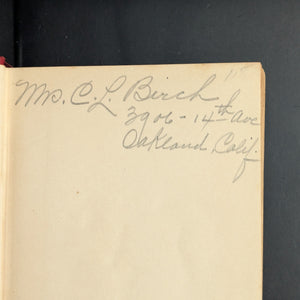 Mrs. C. L. Birch
3906 - 14th Ave
Oakland Calif.